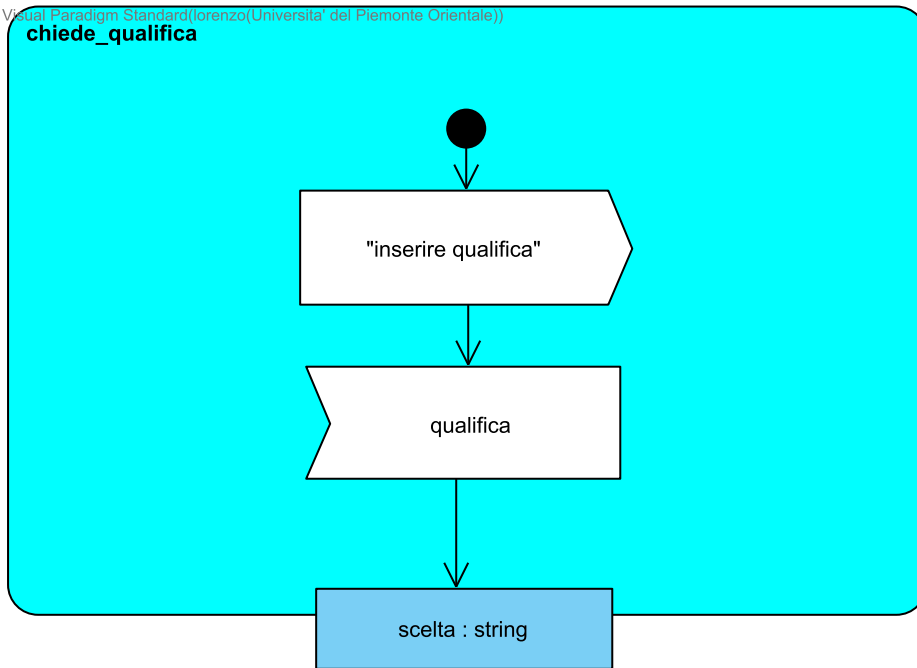 Visual Paradigm Standard(lorenzo(Universita' del Piemonte Orientale))
chiede_qualifica
"inserire qualifica"
qualifica
scelta : string